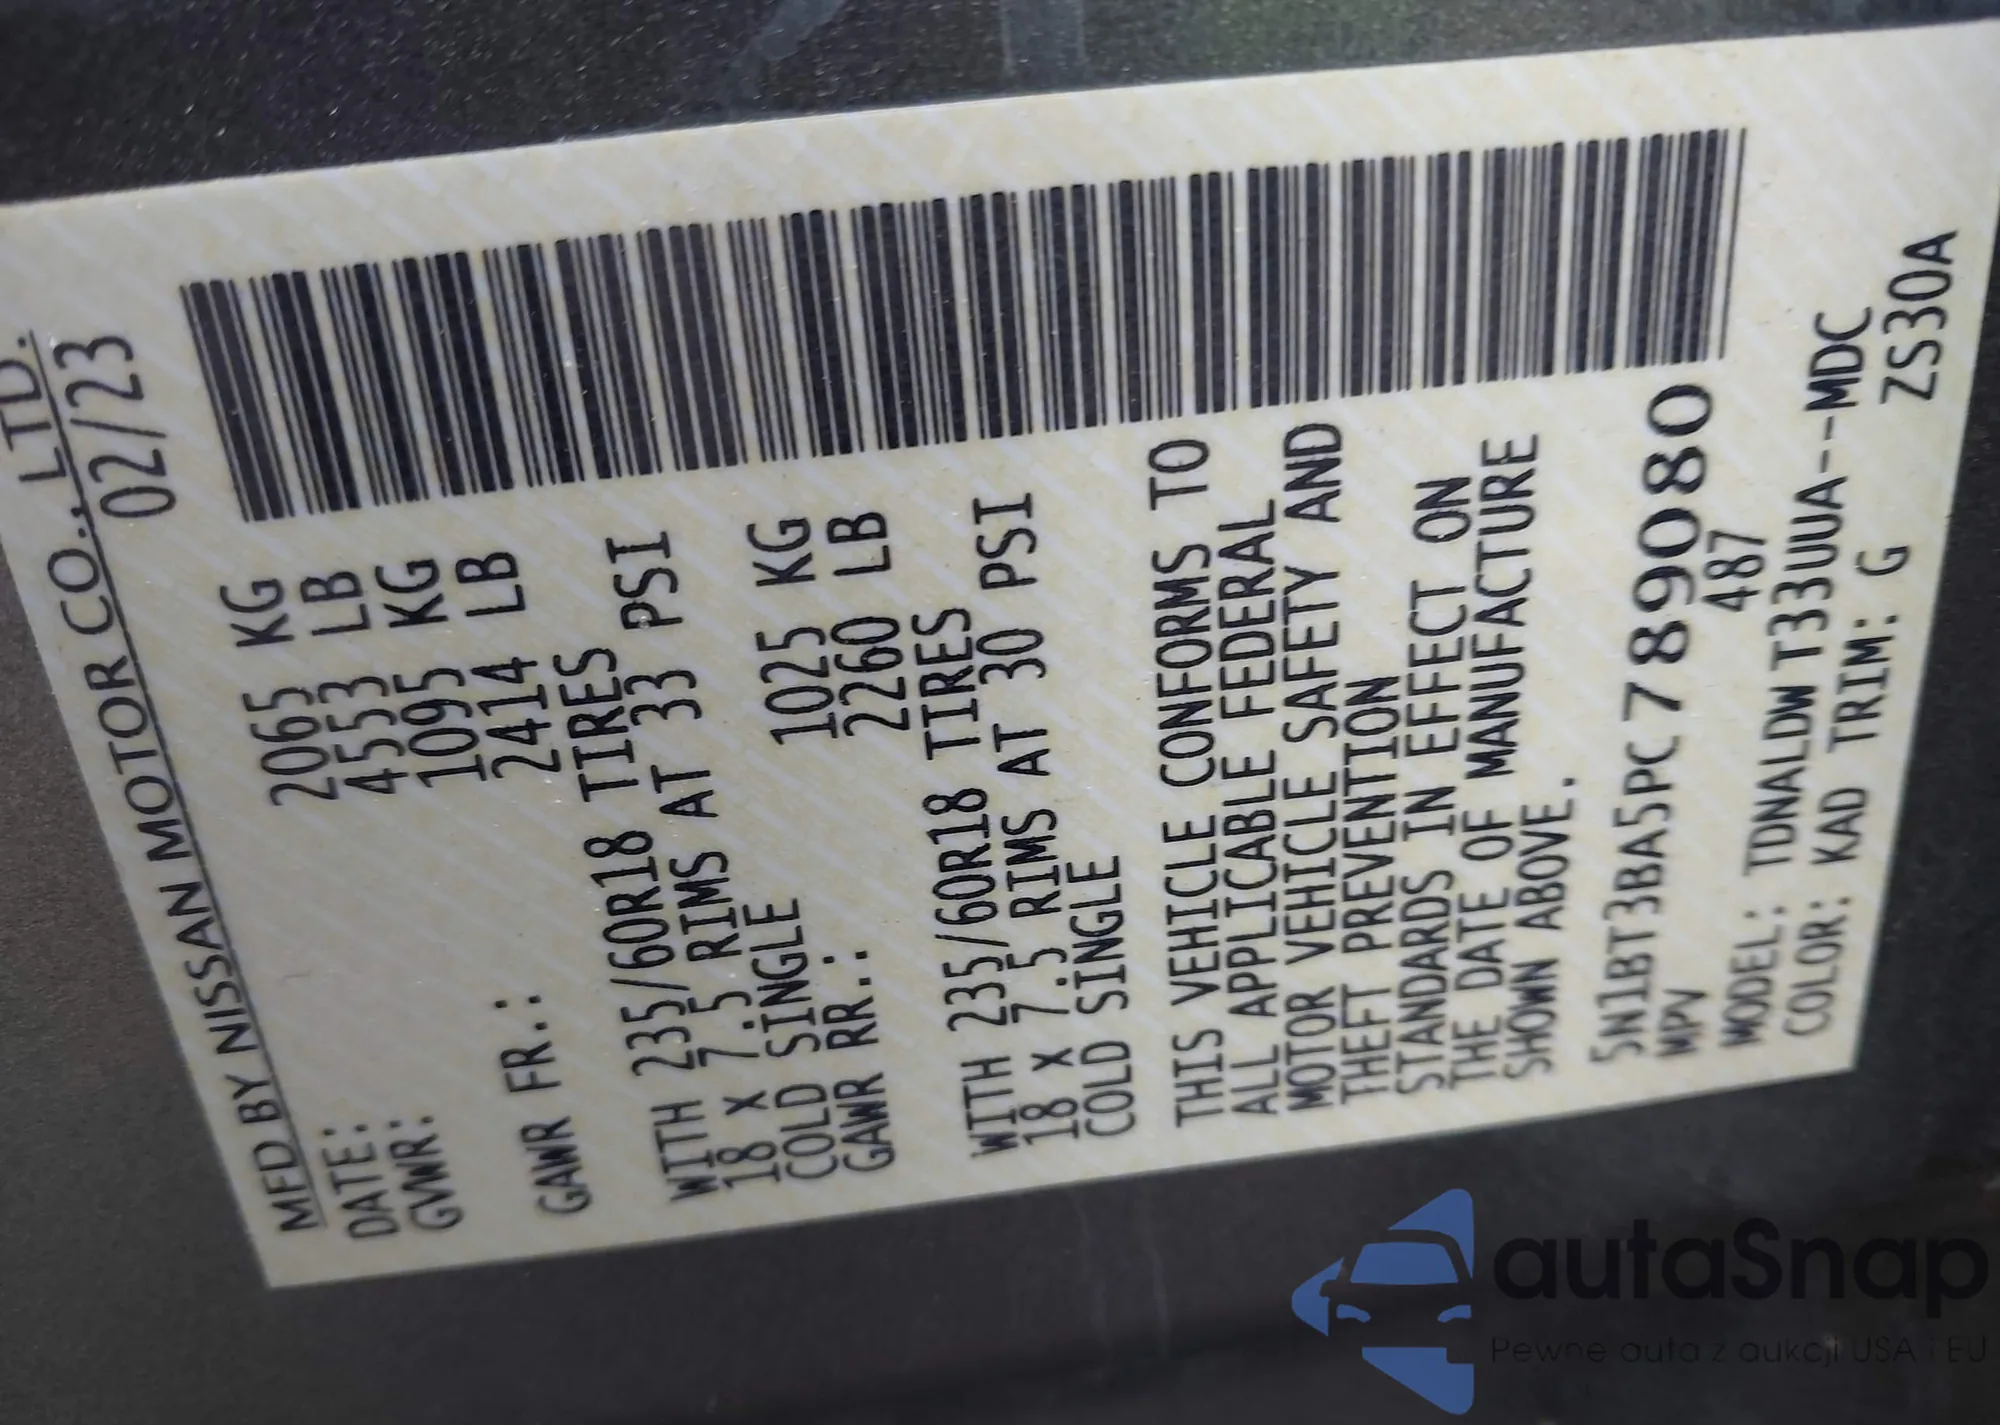 MFD BY NISSAN MOTOR CO., LTD.
DATE: 02/23
GVWR: 2065 KG
4553 LB
GAWR FR.: 1095 KG
2414 LB
WITH 235/60R18 TIRES
18 X 7.5 RIMS AT 33 PSI
COLD SINGLE
GAWR RR.: 1025 KG
2260 LB
WITH 235/60R18 TIRES
18 X 7.5 RIMS AT 30 PSI
COLD SINGLE
THIS VEHICLE CONFORMS TO
ALL APPLICABLE FEDERAL
MOTOR VEHICLE SAFETY AND
THEFT PREVENTION
STANDARDS IN EFFECT ON
THE DATE OF MANUFACTURE
SHOWN ABOVE.
5N1BT3BA5PC789080
MPV 487
MODEL: TDNALDW T33UUA--MDC
COLOR: KAD TRIM: G ZS30A
autaSnap
Pewne auta z aukcji USA i EU